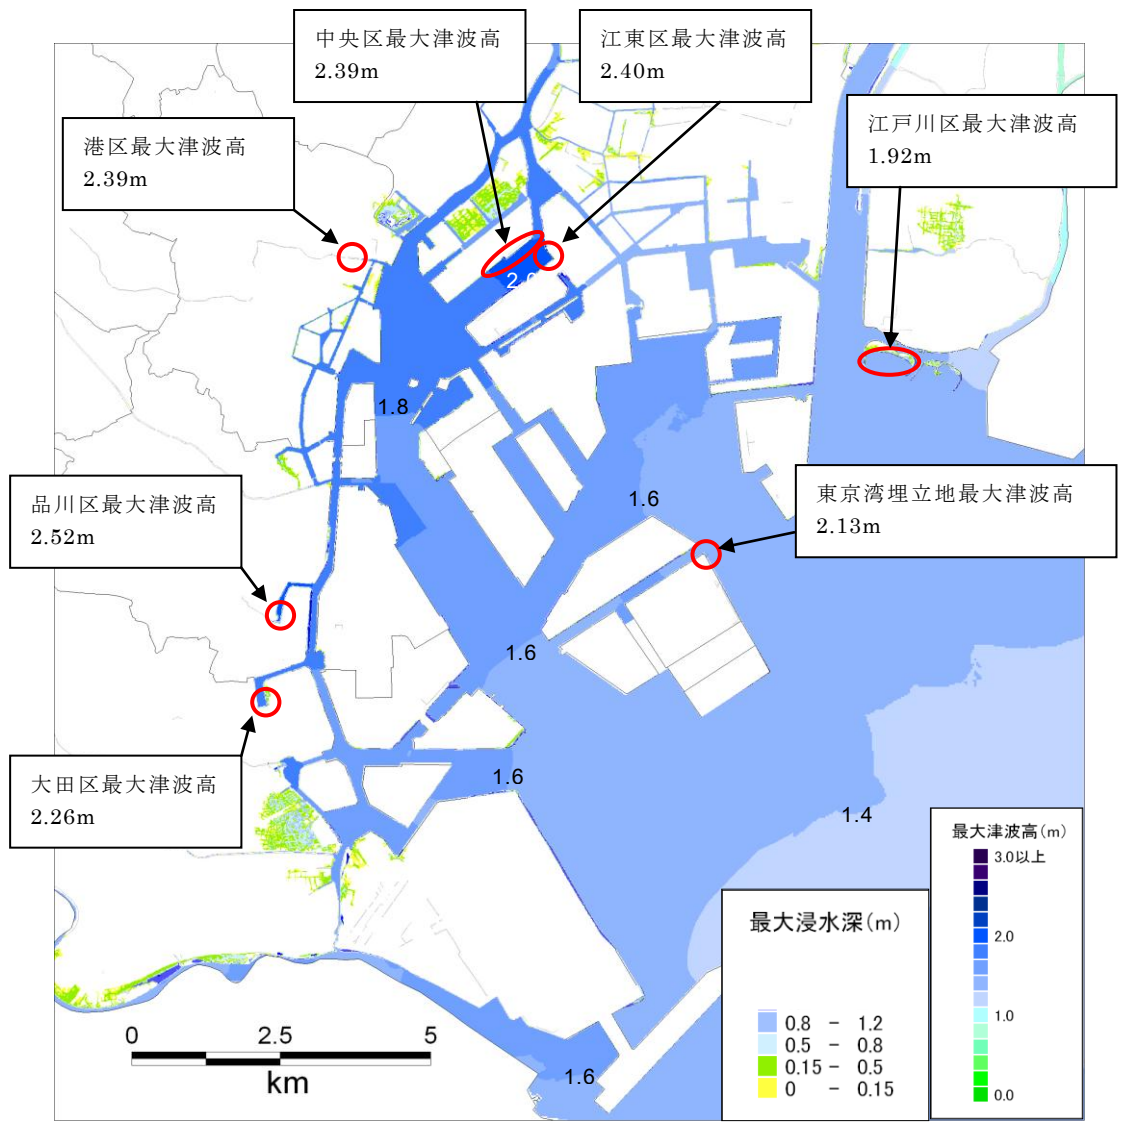 中央区最大津波高
2.39m
江東区最大津波高
2.40m
江戸川区最大津波高
1.92m
港区最大津波高
2.39m
1.8
品川区最大津波高
2.52m
東京湾埋立地最大津波高
2.13m
1.6
1.6
大田区最大津波高
2.26m
1.6
1.4
最大津波高(m)
3.0以上
2.0
1.0
0.0
最大浸水深(m)
0.8 - 1.2
0.5 - 0.8
0.15 - 0.5
0 - 0.15
0 2.5 5
km
1.6